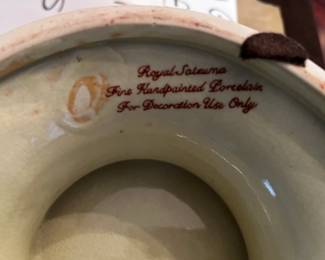 Royal Satsuma
Fine Handpainted Porcelain,
For Decoration Use Only